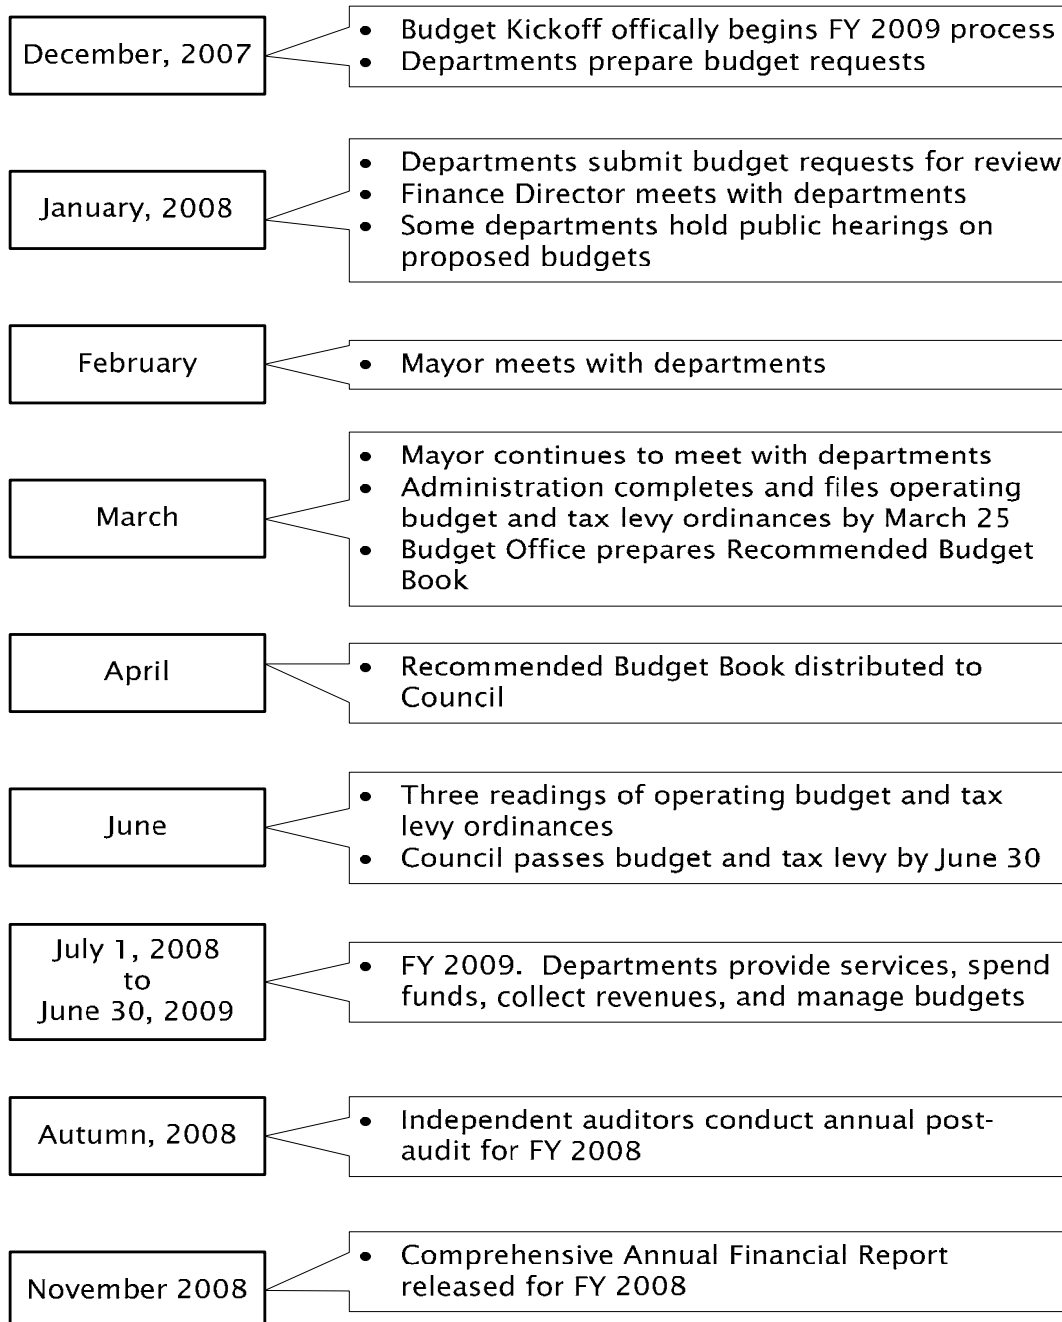 December, 2007
• Budget Kickoff offically begins FY 2009 process
• Departments prepare budget requests
January, 2008
• Departments submit budget requests for review
• Finance Director meets with departments
• Some departments hold public hearings on
proposed budgets
February
• Mayor meets with departments
March
• Mayor continues to meet with departments
• Administration completes and files operating
budget and tax levy ordinances by March 25
• Budget Office prepares Recommended Budget
Book
April
• Recommended Budget Book distributed to
Council
June
• Three readings of operating budget and tax
levy ordinances
• Council passes budget and tax levy by June 30
July 1, 2008
to
June 30, 2009
• FY 2009.  Departments provide services, spend
funds, collect revenues, and manage budgets
Autumn, 2008
• Independent auditors conduct annual post-
audit for FY 2008
November 2008
• Comprehensive Annual Financial Report
released for FY 2008